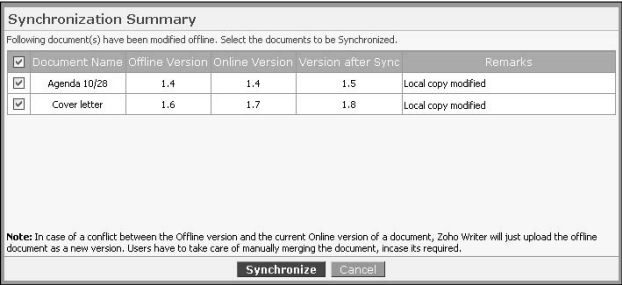 Synchronization Summary
Following document(s) have been modified offline. Select the documents to be Synchronized.
Document Name Offline Version Online Version Version after Sync Remarks
Agenda 10/28 1.4 1.4 1.5 Local copy modified
Cover letter 1.6 1.7 1.8 Local copy modified
Note: In case of a conflict between the Offline version and the current Online version of a document, Zoho Writer will just upload the offline
document as a new version. Users have to take care of manually merging the document, incase its required.
Synchronize Cancel